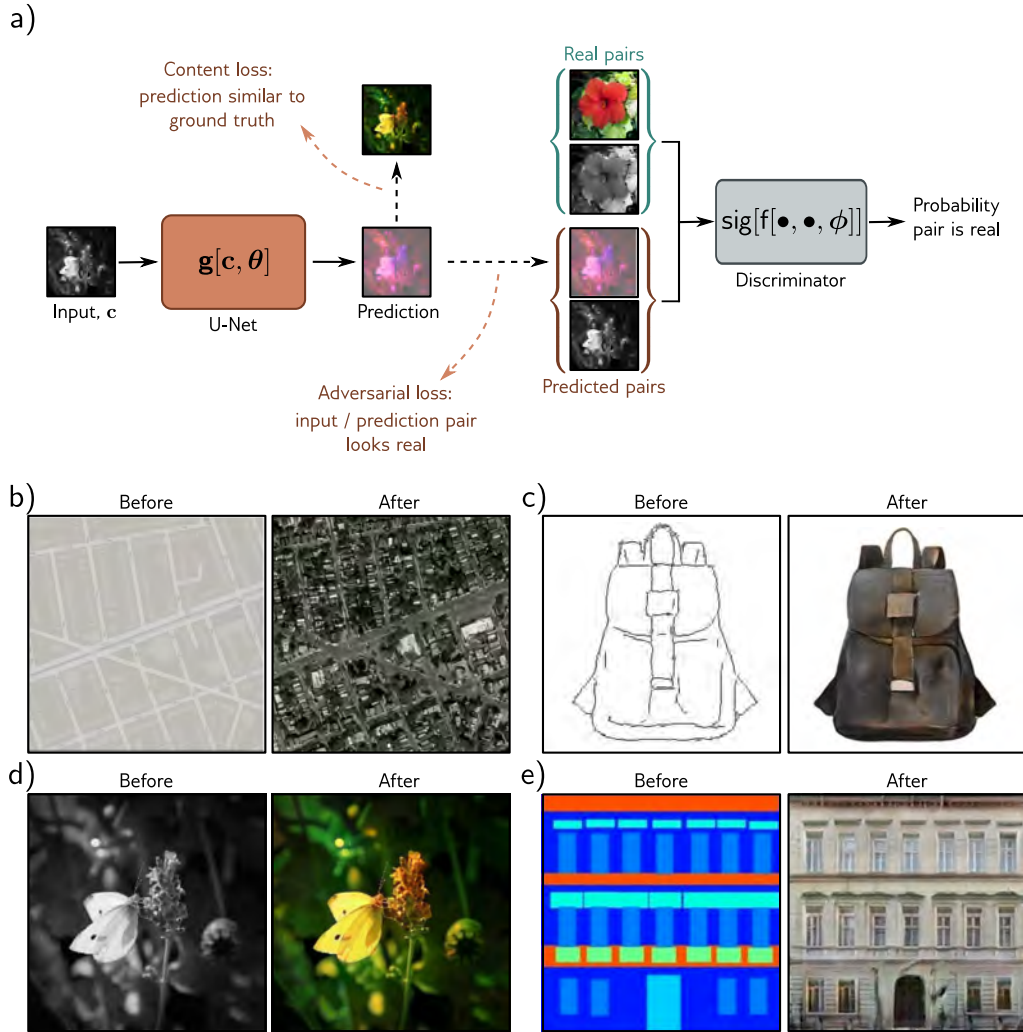 a)
Content loss:
prediction similar to
ground truth
Real pairs
Input, c
g[c, θ]
U-Net
Prediction
Adversarial loss:
input / prediction pair
looks real
Predicted pairs
sig[f[•, •, ϕ]]
Discriminator
Probability
pair is real
b)
Before
After
c)
Before
After
d)
Before
After
e)
Before
After